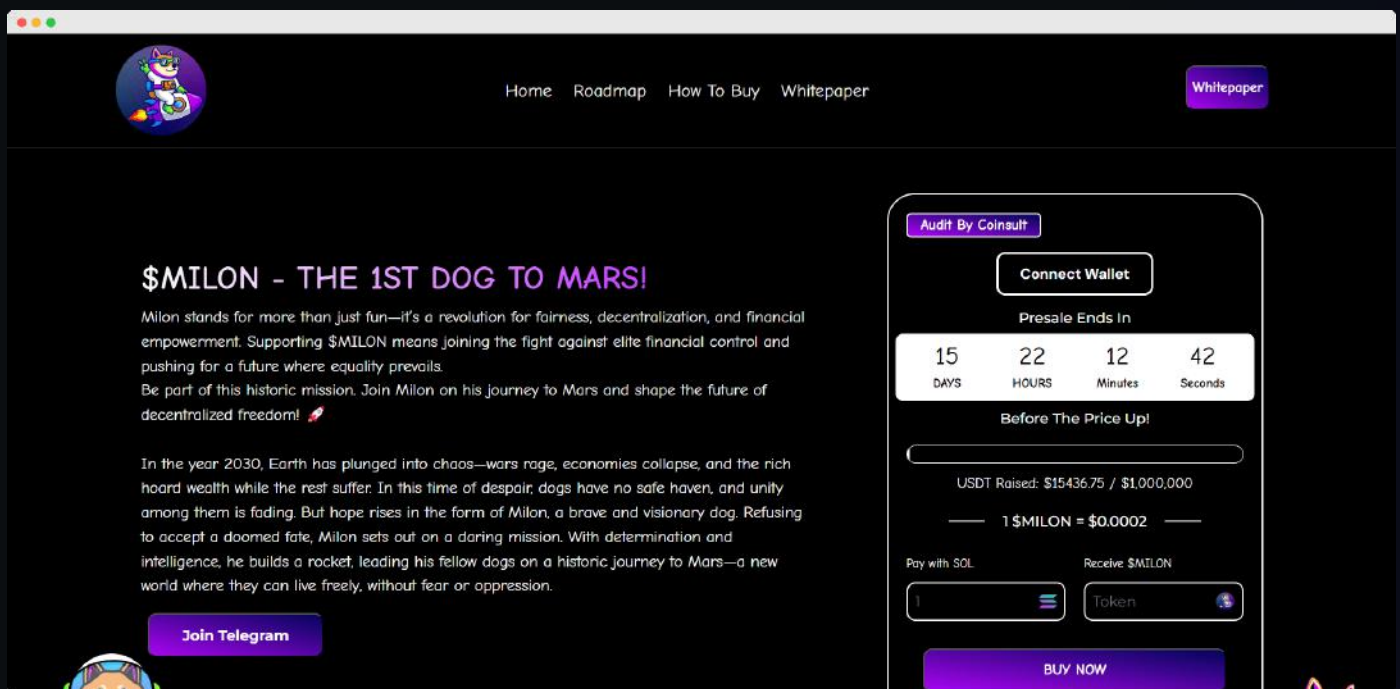 Home Roadmap How To Buy Whitepaper
Whitepaper
$MILON - THE 1ST DOG TO MARS!
Milon stands for more than just fun—it's a revolution for fairness, decentralization, and financial
empowerment. Supporting $MILON means joining the fight against elite financial control and
pushing for a future where equality prevails.
Be part of this historic mission. Join Milon on his journey to Mars and shape the future of
decentralized freedom! 🚀
In the year 2030, Earth has plunged into chaos—wars rage, economies collapse, and the rich
hoard wealth while the rest suffer. In this time of despair, dogs have no safe haven, and unity
among them is fading. But hope rises in the form of Milon, a brave and visionary dog. Refusing
to accept a doomed fate, Milon sets out on a daring mission. With determination and
intelligence, he builds a rocket, leading his fellow dogs on a historic journey to Mars—a new
world where they can live freely, without fear or oppression.
Join Telegram
Audit By Coinsult
Connect Wallet
Presale Ends In
15 22 12 42
DAYS HOURS Minutes Seconds
Before The Price Up!
USDT Raised: $15436.75 / $1,000,000
1 $MILON = $0.0002
Pay with SOL Receive $MILON
1 Token
BUY NOW